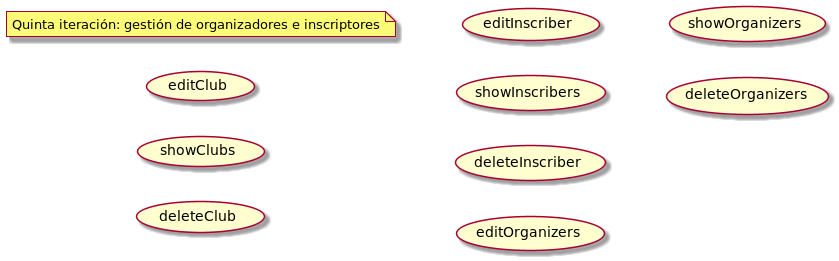 Quinta iteración: gestión de organizadores e inscriptores
editClub
showClubs
deleteClub
editInscriber
showInscribers
deleteInscriber
editOrganizers
showOrganizers
deleteOrganizers